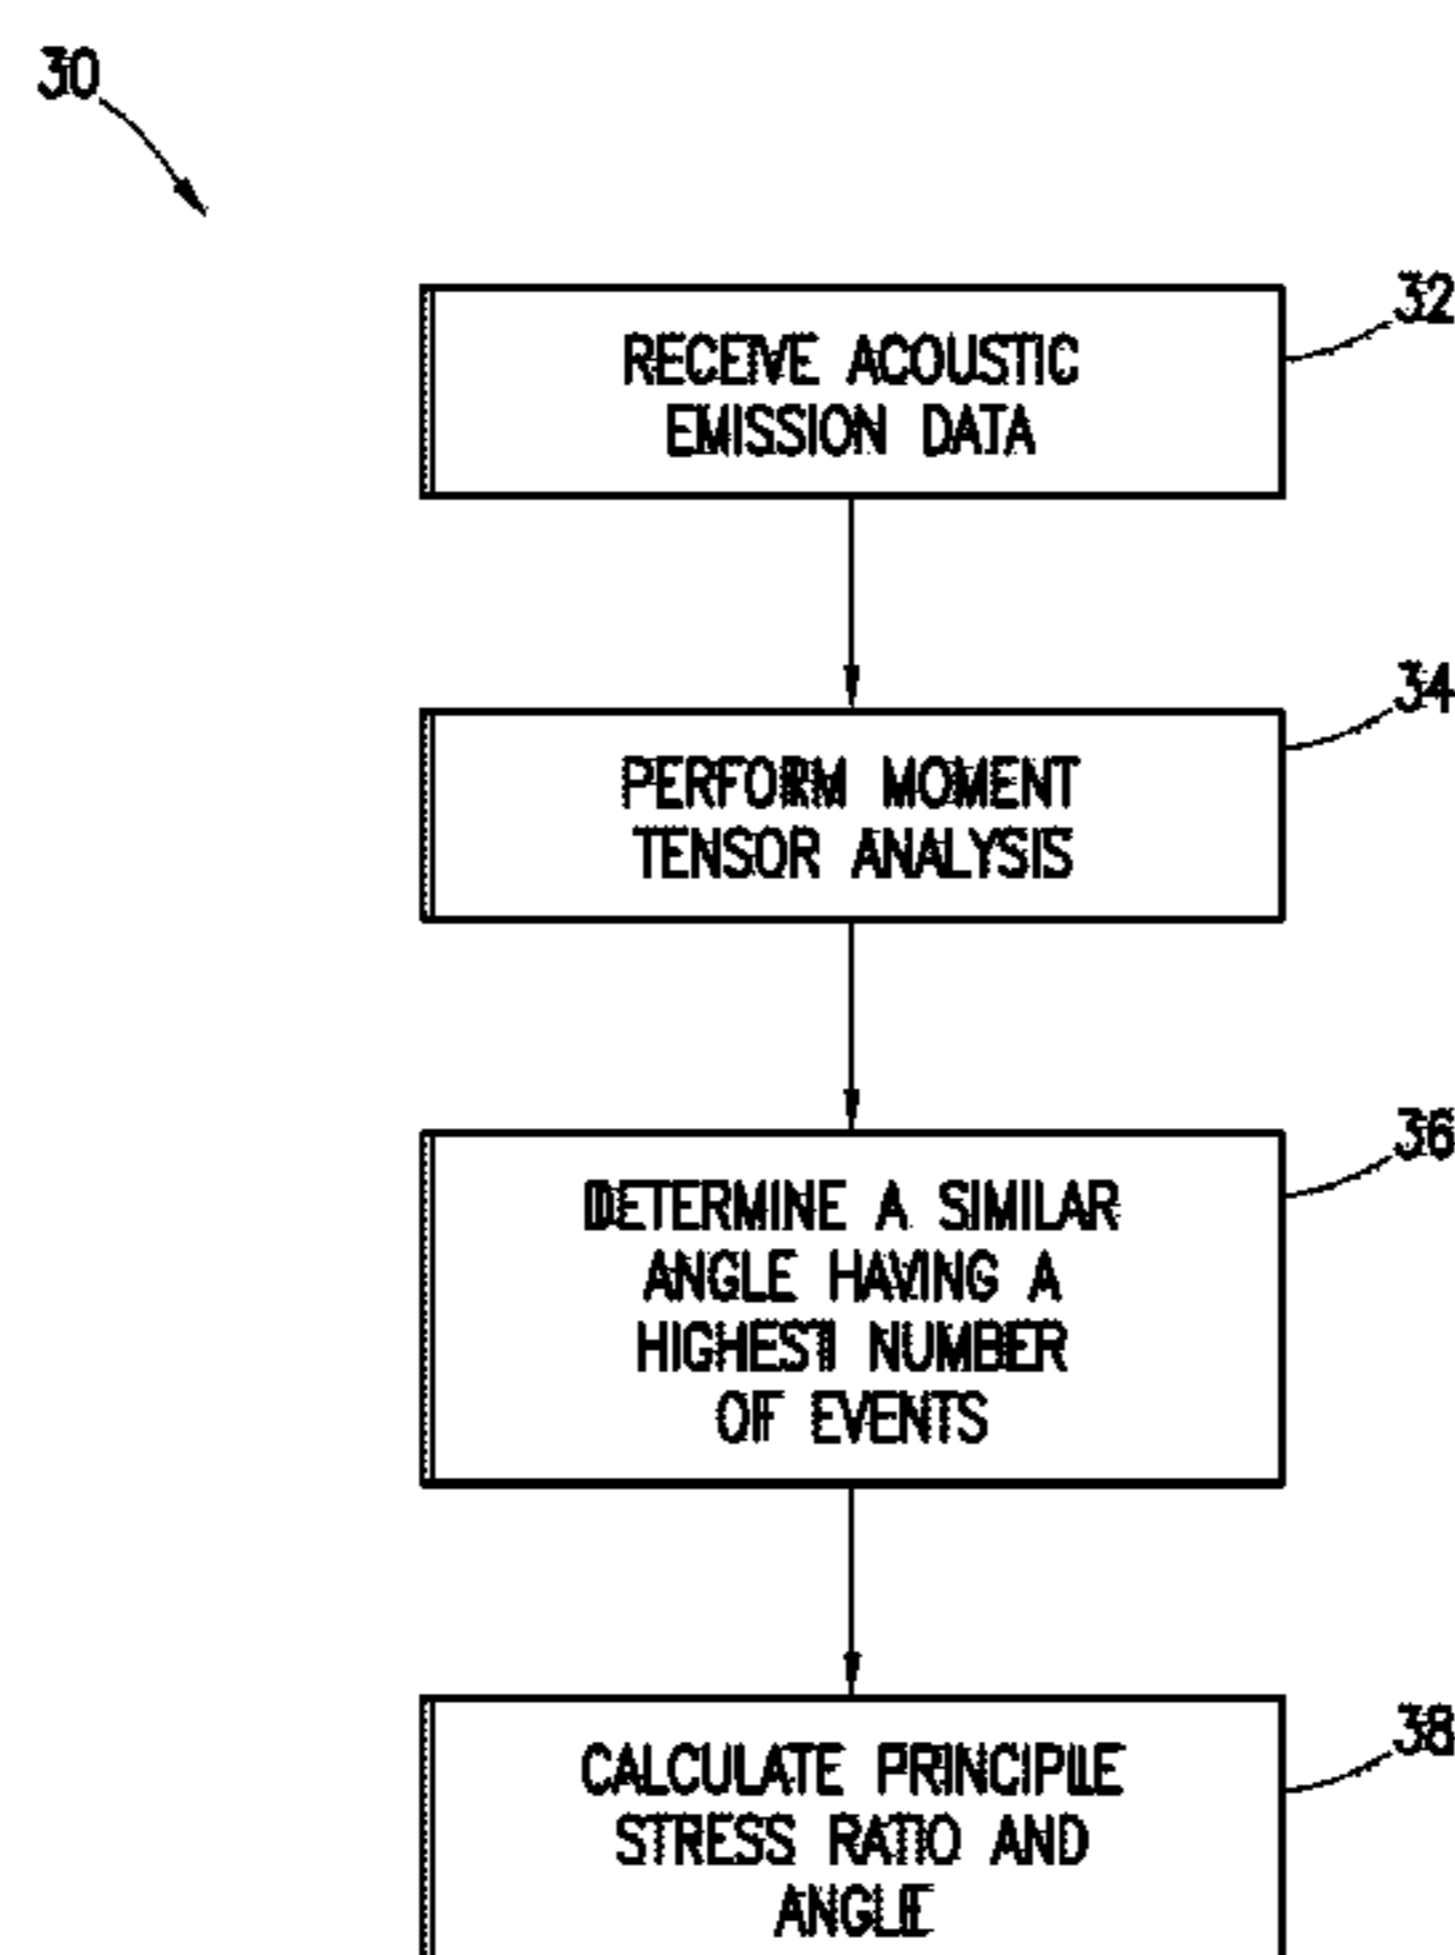 30
32
RECEIVE ACOUSTIC
EMISSION DATA
34
PERFORM MOMENT
TENSOR ANALYSIS
36
DETERMINE A SIMILAR
ANGLE HAVING A
HIGHEST NUMBER
OF EVENTS
38
CALCULATE PRINCIPLE
STRESS RATIO AND
ANGLE